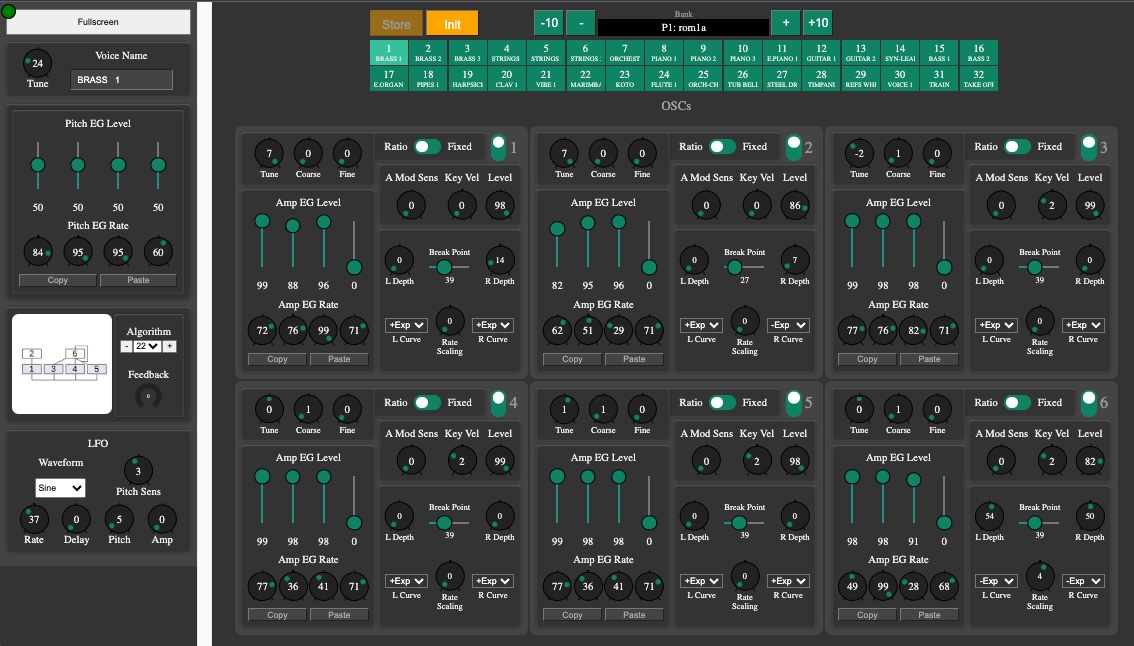 Fullscreen
24
Tune
Voice Name
BRASS 1
Pitch EG Level
50 50 50 50
Pitch EG Rate
84 95 95 60
Copy Paste
2 6
1 3 4 5
Algorithm
- 22 +
Feedback
0
LFO
Waveform
Sine
3
Pitch Sens
37 0 5 0
Rate Delay Pitch Amp
Store Init
-10 -
Bank
P1: rom1a
+ +10
1 2 3 4 5 6 7 8 9 10 11 12 13 14 15 16
BRASS 1 BRASS 2 BRASS 3 STRINGS STRINGS STRINGS ORCHEST PIANO 1 PIANO 2 PIANO 3 E.PIANO 1 GUITAR 1 GUITAR 2 SYN-LEAI BASS 1 BASS 2
17 18 19 20 21 22 23 24 25 26 27 28 29 30 31 32
E.ORGAN PIPES 1 HARPSICI CLAV 1 VIBE 1 MARIMBA KOTO FLUTE 1 ORCH-CH TUB BELL STEEL DR TIMPANI REFS WHI VOICE 1 TRAIN TAKE OFF
OSCs
7 0 0
Tune Coarse Fine
Ratio Fixed
1
A Mod Sens Key Vel Level
0 0 98
Amp EG Level
99 88 96 0
Amp EG Rate
72 76 99 71
Copy Paste
Break Point
0 39 14
L Depth R Depth
+Exp 0 +Exp
L Curve Rate Scaling R Curve
7 0 0
Tune Coarse Fine
Ratio Fixed
2
A Mod Sens Key Vel Level
0 0 86
Amp EG Level
82 95 96 0
Amp EG Rate
62 51 29 71
Copy Paste
Break Point
0 27 7
L Depth R Depth
+Exp 0 -Exp
L Curve Rate Scaling R Curve
-2 1 0
Tune Coarse Fine
Ratio Fixed
3
A Mod Sens Key Vel Level
0 2 99
Amp EG Level
99 98 98 0
Amp EG Rate
77 76 82 71
Copy Paste
Break Point
0 39 0
L Depth R Depth
+Exp 0 +Exp
L Curve Rate Scaling R Curve
0 1 0
Tune Coarse Fine
Ratio Fixed
4
A Mod Sens Key Vel Level
0 2 99
Amp EG Level
99 98 98 0
Amp EG Rate
77 36 41 71
Copy Paste
Break Point
0 39 0
L Depth R Depth
+Exp 0 +Exp
L Curve Rate Scaling R Curve
1 1 0
Tune Coarse Fine
Ratio Fixed
5
A Mod Sens Key Vel Level
0 2 98
Amp EG Level
99 98 98 0
Amp EG Rate
77 36 41 71
Copy Paste
Break Point
0 39 0
L Depth R Depth
+Exp 0 +Exp
L Curve Rate Scaling R Curve
0 1 0
Tune Coarse Fine
Ratio Fixed
6
A Mod Sens Key Vel Level
0 2 82
Amp EG Level
98 98 91 0
Amp EG Rate
49 99 28 68
Copy Paste
Break Point
54 39 50
L Depth R Depth
-Exp 4 -Exp
L Curve Rate Scaling R Curve